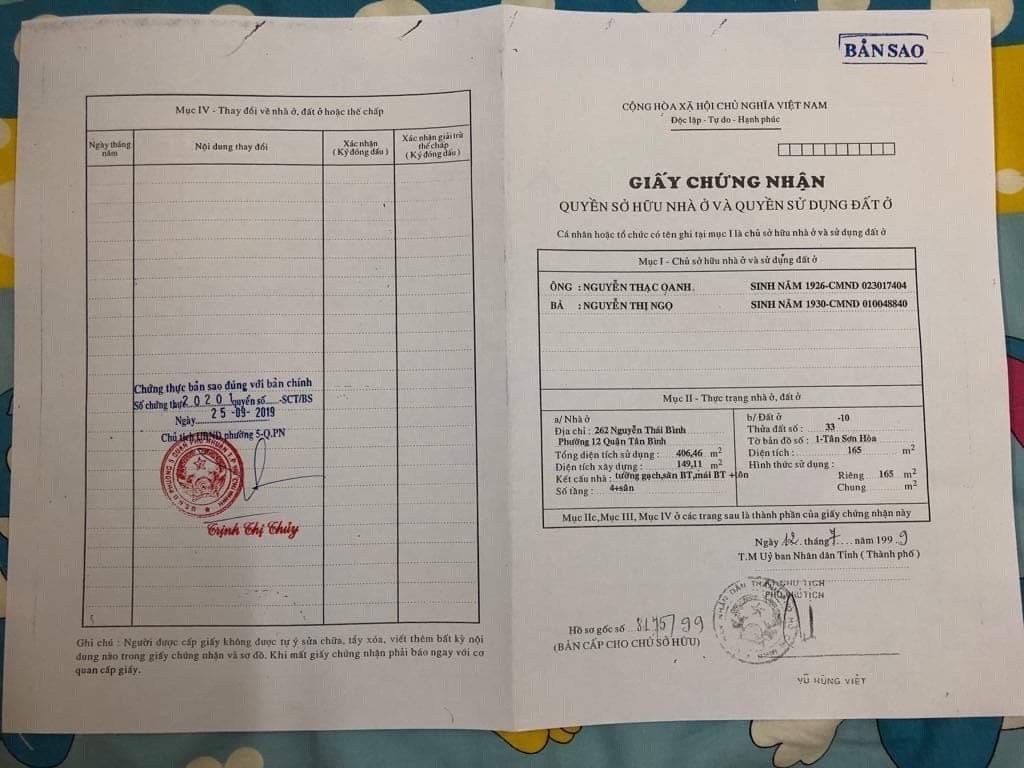 Mục IV - Thay đổi về nhà ở, đất ở hoặc thế chấp
Ngày tháng năm
Nội dung thay đổi
Xác nhận
( Ký đóng dấu )
Xác nhận giải trừ
thế chấp
( Ký đóng dấu )
Chứng thực bản sao đúng với bản chính
Số chứng thực 20201 quyển số -SCT/BS
Ngày 25-09-2019
Chủ tịch UBND phường 5-Q.PN
Trịnh Thị Thủy
Ghi chú : Người được cấp giấy không được tự ý sửa chữa, tẩy xóa, viết thêm bất kỳ nội
dung nào trong giấy chứng nhận và sơ đồ. Khi mất giấy chứng nhận phải báo ngay với cơ
quan cấp giấy.
BẢN SAO
CỘNG HÒA XÃ HỘI CHỦ NGHĨA VIỆT NAM
Độc lập - Tự do - Hạnh phúc
GIẤY CHỨNG NHẬN
QUYỀN SỞ HỮU NHÀ Ở VÀ QUYỀN SỬ DỤNG ĐẤT Ở
Cá nhân hoặc tổ chức có tên ghi tại mục I là chủ sở hữu nhà ở và sử dụng đất ở
Mục I - Chủ sở hữu nhà ở và sử dụng đất ở
ÔNG : NGUYỄN THẠC OANH SINH NĂM 1926-CMND 023017404
BÀ : NGUYỄN THỊ NGỌ SINH NĂM 1930-CMND 010048840
Mục II - Thực trạng nhà ở, đất ở
a/ Nhà ở
Địa chỉ : 262 Nguyễn Thái Bình
Phường 12 Quận Tân Bình
Tổng diện tích sử dụng : 406,46 m²
Diện tích xây dựng : 149,11 m²
Kết cấu nhà : tường gạch,sàn BT,mái BT +tôn
Số tầng : 4+sân
b/ Đất ở -10
Thửa đất số : 33
Tờ bản đồ số : 1-Tân Sơn Hòa
Diện tích : 165 m²
Hình thức sử dụng :
Riêng 165 m²
Chung m²
Mục IIc, Mục III, Mục IV ở các trang sau là thành phần của giấy chứng nhận này
Ngày 12 tháng 7 năm 1999
T.M Uỷ ban Nhân dân Tỉnh ( Thành phố )
PHÓ CHỦ TỊCH
Hồ sơ gốc số 8175/99
(BẢN CẤP CHO CHỦ SỞ HỮU)
VŨ HÙNG VIỆT